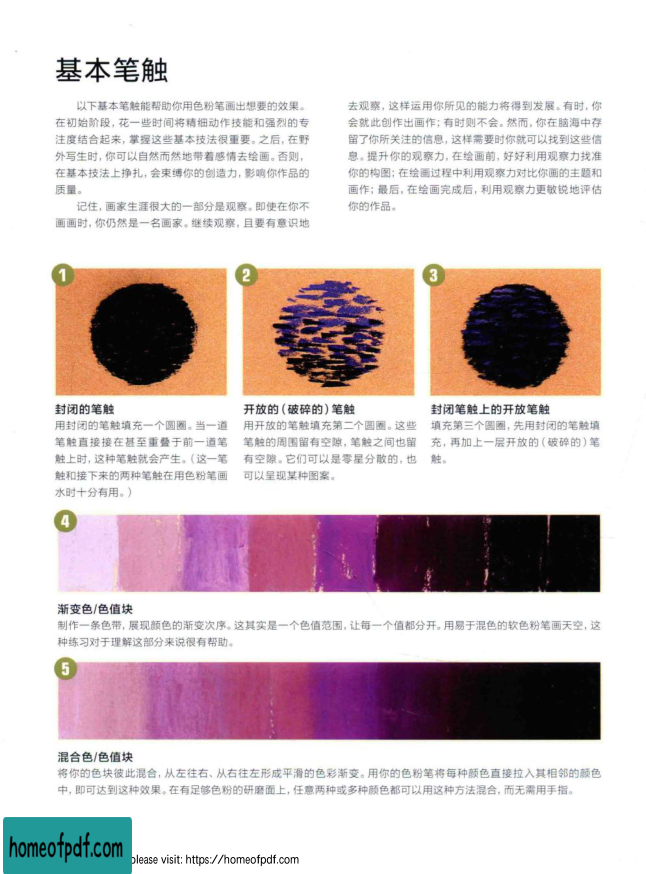 基本笔触
以下基本笔触能帮助你用色粉笔画出想要的效果。
在初始阶段，花一些时间将精细动作技能和强烈的专
注度结合起来，掌握这些基本技法很重要。之后，在野
外写生时，你可以自然而然地带着感情去绘画。否则，
在基本技法上挣扎，会束缚你的创造力，影响你作品的
质量。
记住，画家生涯很大的一部分是观察。即使在你不
画画时，你仍然是一名画家。继续观察，且要有意识地
去观察，这样运用你所见的能力将得到发展。有时，你
会就此创作出画作；有时则不会。然而，你在脑海中存
留了你所关注的信息，这样需要时你就可以找到这些信
息。提升你的观察力，在绘画前，好好利用观察力找准
你的构图；在绘画过程中利用观察力对比你画的主题和
画作；最后，在绘画完成后，利用观察力更敏锐地评估
你的作品。
1
封闭的笔触
用封闭的笔触填充一个圆圈。当一道
笔触直接接在甚至重叠于前一道笔
触上时，这种笔触就会产生。（这一笔
触和接下来的两种笔触在用色粉笔画
水时十分有用。）
2
开放的（破碎的）笔触
用开放的笔触填充第二个圆圈。这些
笔触的周围留有空隙，笔触之间也留
有空隙。它们可以是零星分散的，也
可以呈现某种图案。
3
封闭笔触上的开放笔触
填充第三个圆圈，先用封闭的笔触填
充，再加上一层开放的（破碎的）笔
触。
4
渐变色/色值块
制作一条色带，展现颜色的渐变次序。这其实是一个色值范围，让每一个值都分开。用易于混色的软色粉笔画天空，这
种练习对于理解这部分来说很有帮助。
5
混合色/色值块
将你的色块彼此混合，从左往右、从右往左形成平滑的色彩渐变。用你的色粉笔将每种颜色直接拉入其相邻的颜色
中，即可达到这种效果。在有足够色粉的研磨面上，任意两种或多种颜色都可以用这种方法混合，而无需用手指。
homeofpdf.com
please visit: https://homeofpdf.com